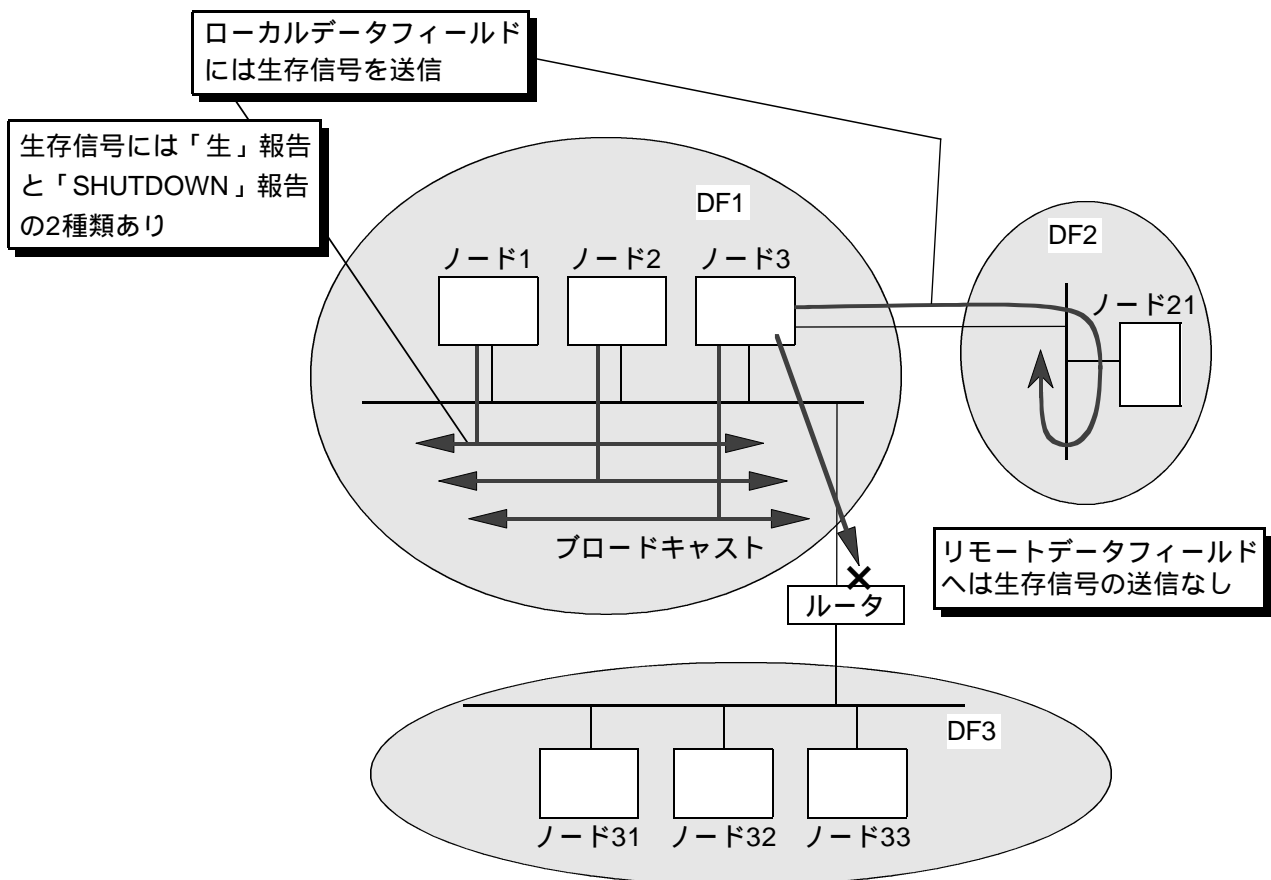 ローカルデータフィールド
には生存信号を送信
生存信号には「生」報告
と「SHUTDOWN」報告
の2種類あり
DF1
DF2
ノード1
ノード2
ノード3
ノード21
ブロードキャスト
リモートデータフィールド
へは生存信号の送信なし
ルータ
DF3
ノード31
ノード32
ノード33